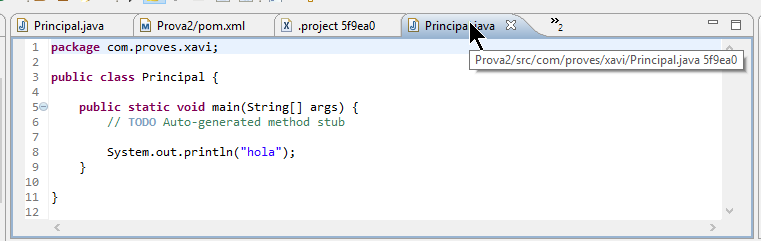 Principal.java Prova2/pom.xml .project 5f9ea0 Principal.java 2
1 package com.proves.xavi;
Prova2/src/com/proves/xavi/Principal.java 5f9ea0
2
3 public class Principal {
4
5 public static void main(String[] args) {
6 // TODO Auto-generated method stub
7
8 System.out.println("hola");
9 }
10
11 }
12